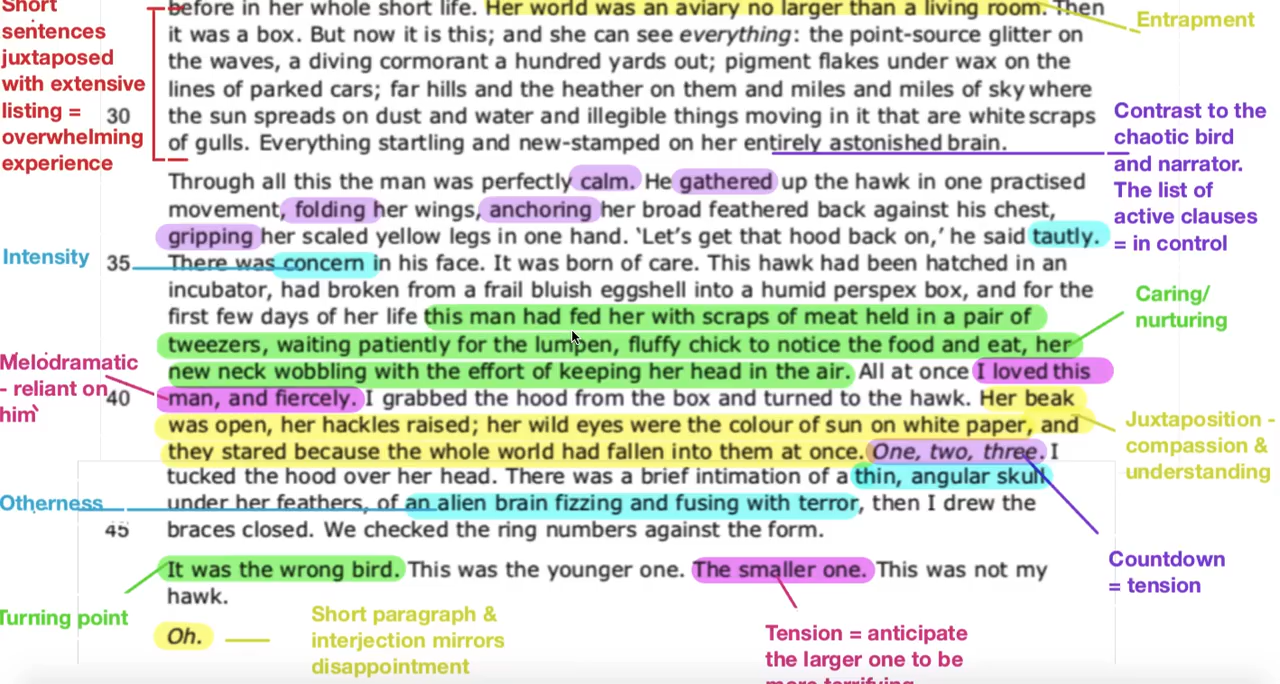 Short
sentences
juxtaposed
with extensive
listing =
overwhelming
experience
before in her whole short life. Her world was an aviary no larger than a living room. Then
it was a box. But now it is this; and she can see everything: the point-source glitter on
the waves, a diving cormorant a hundred yards out; pigment flakes under wax on the
lines of parked cars; far hills and the heather on them and miles and miles of sky where
30 the sun spreads on dust and water and illegible things moving in it that are white scraps
of gulls. Everything startling and new-stamped on her entirely astonished brain.
Entrapment
Contrast to the
chaotic bird
and narrator.
The list of
active clauses
= in control
Through all this the man was perfectly calm. He gathered up the hawk in one practised
movement, folding her wings, anchoring her broad feathered back against his chest,
gripping her scaled yellow legs in one hand. ‘Let’s get that hood back on,’ he said tautly.
35 There was concern in his face. It was born of care. This hawk had been hatched in an
incubator, had broken from a frail bluish eggshell into a humid perspex box, and for the
first few days of her life this man had fed her with scraps of meat held in a pair of
tweezers, waiting patiently for the lumpen, fluffy chick to notice the food and eat, her
new neck wobbling with the effort of keeping her head in the air. All at once I loved this
40 man, and fiercely. I grabbed the hood from the box and turned to the hawk. Her beak
was open, her hackles raised; her wild eyes were the colour of sun on white paper, and
they stared because the whole world had fallen into them at once. One, two, three. I
tucked the hood over her head. There was a brief intimation of a thin, angular skull
under her feathers, of an alien brain fizzing and fusing with terror, then I drew the
45 braces closed. We checked the ring numbers against the form.
Intensity
Melodramatic
- reliant on
him
Otherness
Caring/
nurturing
Juxtaposition -
compassion &
understanding
Countdown
= tension
It was the wrong bird. This was the younger one. The smaller one. This was not my
hawk.
Oh.
Turning point
Short paragraph &
interjection mirrors
disappointment
Tension = anticipate
the larger one to be
more terrifying